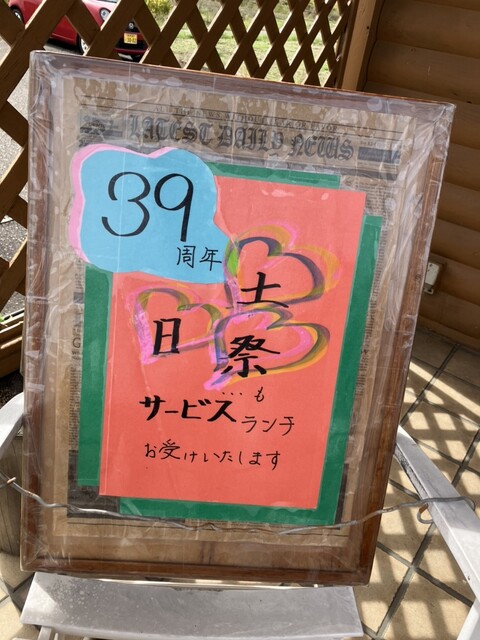 LATEST DAILY NEWS
39
周年
土
日
祭
…も
サービスランチ
お受けいたします